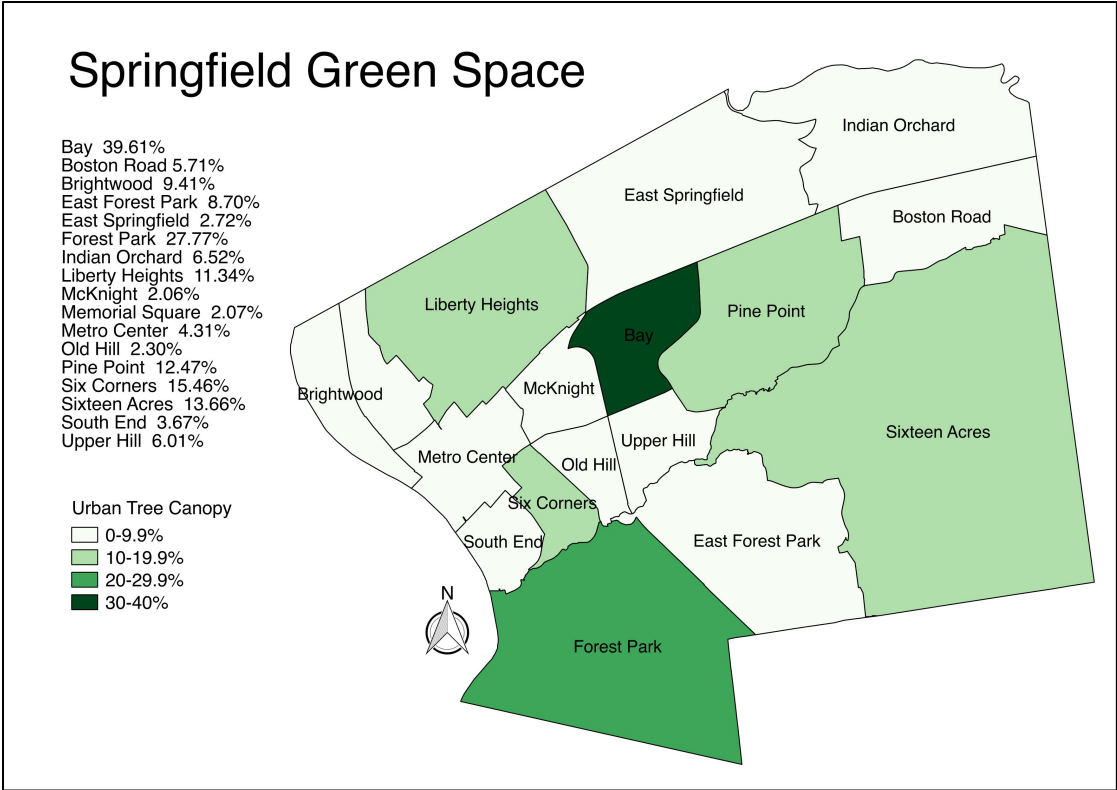 Springfield Green Space
Bay 39.61%
Boston Road 5.71%
Brightwood 9.41%
East Forest Park 8.70%
East Springfield 2.72%
Forest Park 27.77%
Indian Orchard 6.52%
Liberty Heights 11.34%
McKnight 2.06%
Memorial Square 2.07%
Metro Center 4.31%
Old Hill 2.30%
Pine Point 12.47%
Six Corners 15.46%
Sixteen Acres 13.66%
South End 3.67%
Upper Hill 6.01%
Urban Tree Canopy
0-9.9%
10-19.9%
20-29.9%
30-40%
N
Indian Orchard
East Springfield
Boston Road
Liberty Heights
Pine Point
Bay
McKnight
Brightwood
Sixteen Acres
Upper Hill
Metro Center
Old Hill
Six Corners
South End
East Forest Park
Forest Park